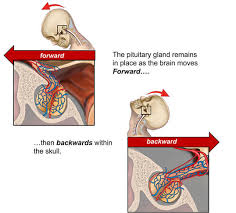 forward
The pituitary gland remains
in place as the brain moves
Forward....
...then backwards within
the skull.
backward